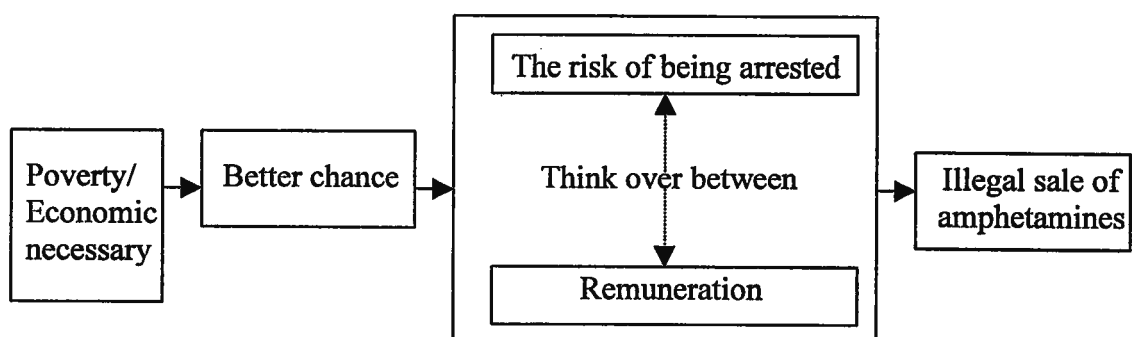 Poverty/
Economic
necessary
Better chance
The risk of being arrested
Think over between
Remuneration
Illegal sale of
amphetamines